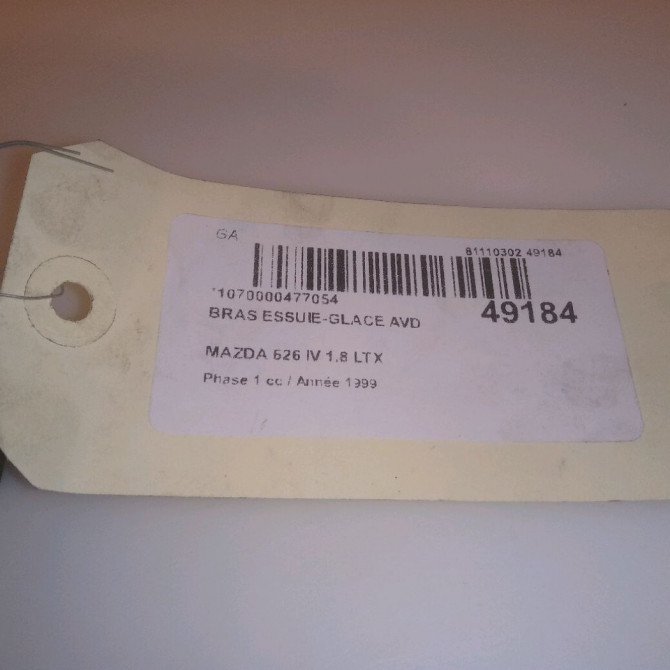 GA
81110302 49184
*1070000477054
49184
BRAS ESSUIE-GLACE AVD
MAZDA 626 IV 1.8 LTX
Phase 1 cc / Année 1999